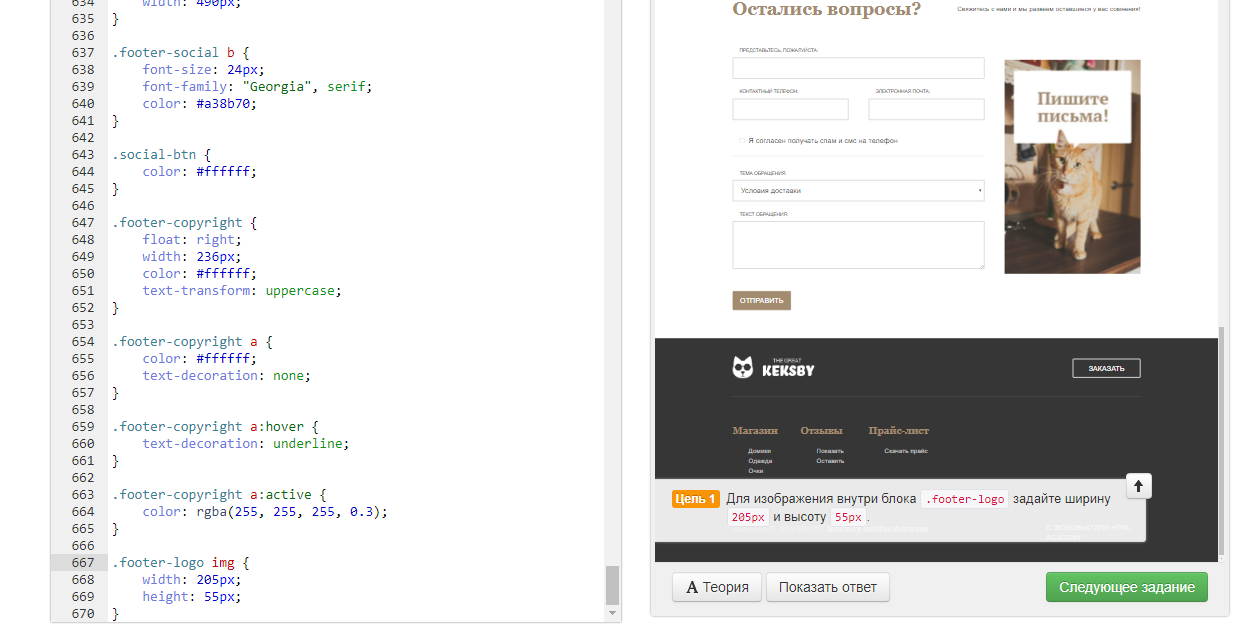 634 width: 490px;
635 }
636
637 .footer-social b {
638 font-size: 24px;
639 font-family: "Georgia", serif;
640 color: #a38b70;
641 }
642
643 .social-btn {
644 color: #ffffff;
645 }
646
647 .footer-copyright {
648 float: right;
649 width: 236px;
650 color: #ffffff;
651 text-transform: uppercase;
652 }
653
654 .footer-copyright a {
655 color: #ffffff;
656 text-decoration: none;
657 }
658
659 .footer-copyright a:hover {
660 text-decoration: underline;
661 }
662
663 .footer-copyright a:active {
664 color: rgba(255, 255, 255, 0.3);
665 }
666
667 .footer-logo img {
668 width: 205px;
669 height: 55px;
670 }
Остались вопросы?
Свяжитесь с нами и мы развеем оставшиеся у вас сомнения!
ПРЕДСТАВЬТЕСЬ, ПОЖАЛУЙСТА:
КОНТАКТНЫЙ ТЕЛЕФОН:
ЭЛЕКТРОННАЯ ПОЧТА:
Я согласен получать спам и смс на телефон
ТЕМА ОБРАЩЕНИЯ:
Условия доставки
ТЕКСТ ОБРАЩЕНИЯ:
ОТПРАВИТЬ
Пишите
письма!
THE GREAT
KEKSBY
ЗАКАЗАТЬ
Магазин Отзывы Прайс-лист
Домики Показать Скачать прайс
Одежда Оставить
Очки
Цель 1 Для изображения внутри блока .footer-logo задайте ширину
205px и высоту 55px.
A Теория
Показать ответ
Следующее задание